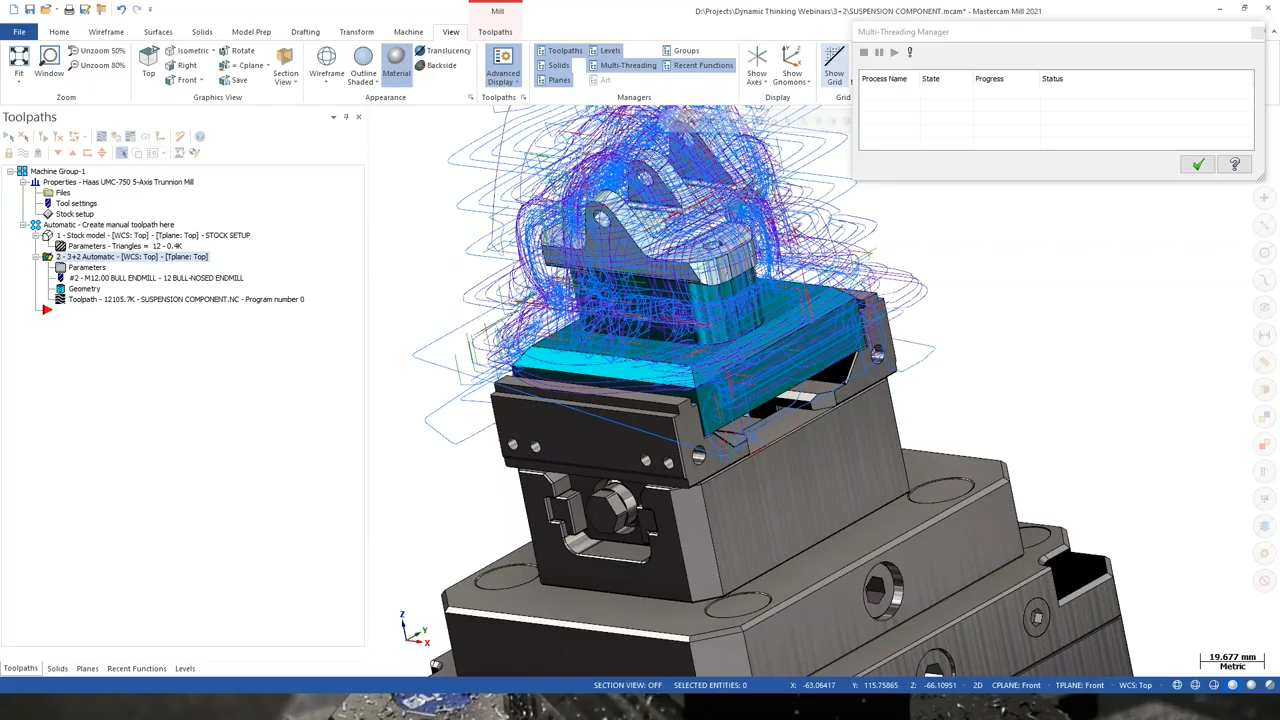 Mill
D:\Projects\Dynamic Thinking Webinars\3+2\SUSPENSION COMPONENT.mcam* - Mastercam Mill 2021
File Home Wireframe Surfaces Solids Model Prep Drafting Transform Machine View Toolpaths
Multi-Threading Manager
Fit
Window
Unzoom 50%
Unzoom 80%
Zoom
Top
Isometric
Right
Front
Rotate
= Cplane
Save
Section
View
Graphics View
Wireframe
Outline
Shaded
Material
Translucency
Backside
Appearance
Advanced
Display
Toolpaths
Toolpaths Levels Groups
Solids Multi-Threading Recent Functions
Planes Art
Managers
Show
Axes
Show
Gnomons
Display
Show
Grid
Grid
Process Name State Progress Status
Toolpaths
G1
Machine Group-1
Properties - Haas UMC-750 5-Axis Trunnion Mill
Files
Tool settings
Stock setup
Automatic - Create manual toolpath here
1 - Stock model - [WCS: Top] - [Tplane: Top] - STOCK SETUP
Parameters - Triangles = 12 - 0.4K
2 - 3+2 Automatic - [WCS: Top] - [Tplane: Top]
Parameters
#2 - M12.00 BULL ENDMILL - 12 BULL-NOSED ENDMILL
Geometry
Toolpath - 12105.7K - SUSPENSION COMPONENT.NC - Program number 0
Z
Y
X
19.677 mm
Metric
Toolpaths Solids Planes Recent Functions Levels
SECTION VIEW: OFF SELECTED ENTITIES: 0 X: -63.06417 Y: 115.75865 Z: -66.10951 2D CPLANE: Front TPLANE: Front WCS: Top